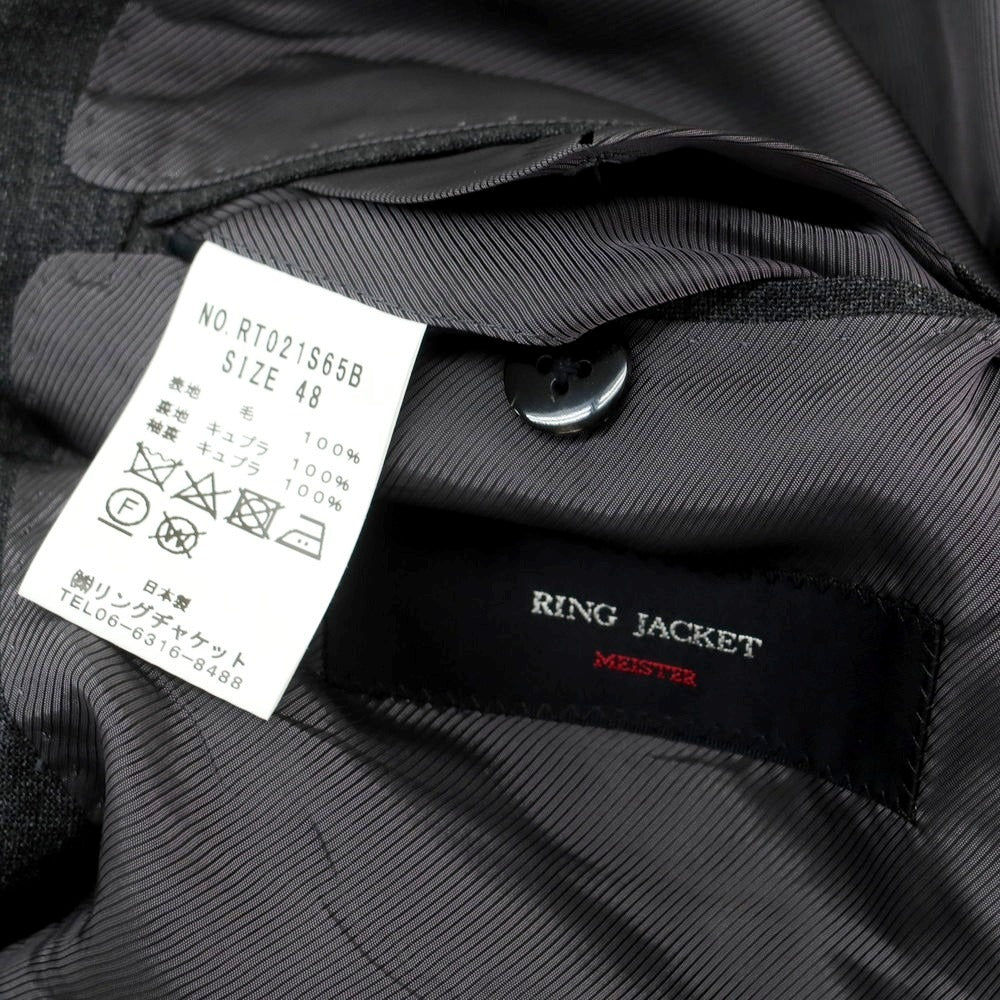 NO. RT021S65B
SIZE 48
表地 毛 100%
裏地 キュプラ 100%
袖裏 キュプラ 100%
F
W
日本製
㈱リングヂャケット
TEL06-6316-8488
RING JACKET
MEISTER